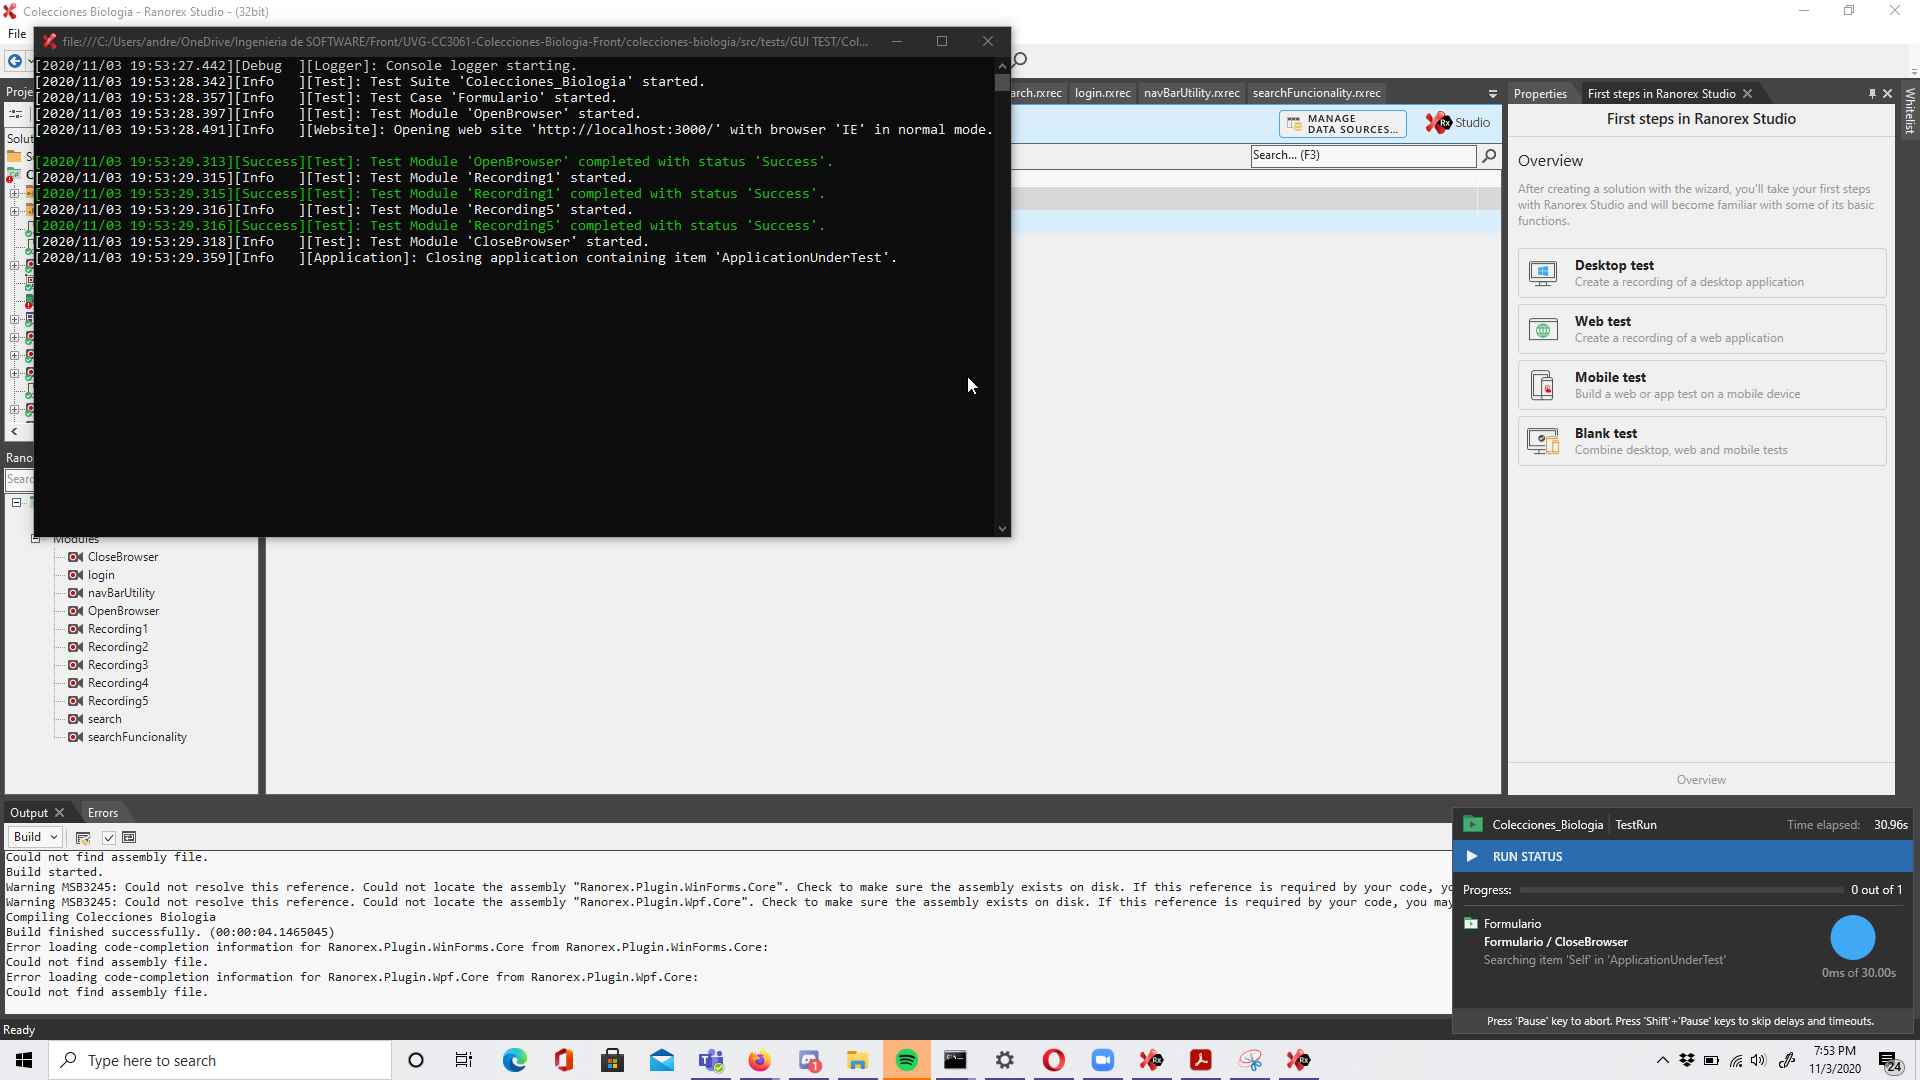 Colecciones Biologia - Ranorex Studio - (32bit)
File
file:///C:/Users/andre/OneDrive/Ingenieria de SOFTWARE/Front/UVG-CC3061-Colecciones-Biologia-Front/colecciones-biologia/src/tests/GUI TEST/Col...
[2020/11/03 19:53:27.442][Debug  ][Logger]: Console logger starting.
[2020/11/03 19:53:28.342][Info   ][Test]: Test Suite 'Colecciones_Biologia' started.
[2020/11/03 19:53:28.357][Info   ][Test]: Test Case 'Formulario' started.
[2020/11/03 19:53:28.397][Info   ][Test]: Test Module 'OpenBrowser' started.
[2020/11/03 19:53:28.491][Info   ][Website]: Opening web site 'http://localhost:3000/' with browser 'IE' in normal mode.
[2020/11/03 19:53:29.313][Success][Test]: Test Module 'OpenBrowser' completed with status 'Success'.
[2020/11/03 19:53:29.315][Info   ][Test]: Test Module 'Recording1' started.
[2020/11/03 19:53:29.315][Success][Test]: Test Module 'Recording1' completed with status 'Success'.
[2020/11/03 19:53:29.316][Info   ][Test]: Test Module 'Recording5' started.
[2020/11/03 19:53:29.316][Success][Test]: Test Module 'Recording5' completed with status 'Success'.
[2020/11/03 19:53:29.318][Info   ][Test]: Test Module 'CloseBrowser' started.
[2020/11/03 19:53:29.359][Info   ][Application]: Closing application containing item 'ApplicationUnderTest'.
Proje
Solut
S
C
Rano
Sear
arch.rxrec login.rxrec navBarUtility.rxrec searchFuncionality.rxrec
MANAGE
DATA SOURCES...
Rx Studio
Search... (F3)
Properties First steps in Ranorex Studio
Whitelist
First steps in Ranorex Studio
Overview
After creating a solution with the wizard, you'll take your first steps
with Ranorex Studio and will become familiar with some of its basic
functions.
Desktop test
Create a recording of a desktop application
Web test
Create a recording of a web application
Mobile test
Build a web or app test on a mobile device
Blank test
Combine desktop, web and mobile tests
Overview
Modules
CloseBrowser
login
navBarUtility
OpenBrowser
Recording1
Recording2
Recording3
Recording4
Recording5
search
searchFuncionality
Output Errors
Build
Could not find assembly file.
Build started.
Warning MSB3245: Could not resolve this reference. Could not locate the assembly "Ranorex.Plugin.WinForms.Core". Check to make sure the assembly exists on disk. If this reference is required by your code, yo
Warning MSB3245: Could not resolve this reference. Could not locate the assembly "Ranorex.Plugin.Wpf.Core". Check to make sure the assembly exists on disk. If this reference is required by your code, you may
Compiling Colecciones Biologia
Build finished successfully. (00:00:04.1465045)
Error loading code-completion information for Ranorex.Plugin.WinForms.Core from Ranorex.Plugin.WinForms.Core:
Could not find assembly file.
Error loading code-completion information for Ranorex.Plugin.Wpf.Core from Ranorex.Plugin.Wpf.Core:
Could not find assembly file.
Ready
Colecciones_Biologia TestRun Time elapsed: 30.96s
RUN STATUS
Progress: 0 out of 1
Formulario
Formulario / CloseBrowser
Searching item 'Self' in 'ApplicationUnderTest'
0ms of 30.00s
Press 'Pause' key to abort. Press 'Shift'+'Pause' keys to skip delays and timeouts.
Type here to search
7:53 PM
11/3/2020
24